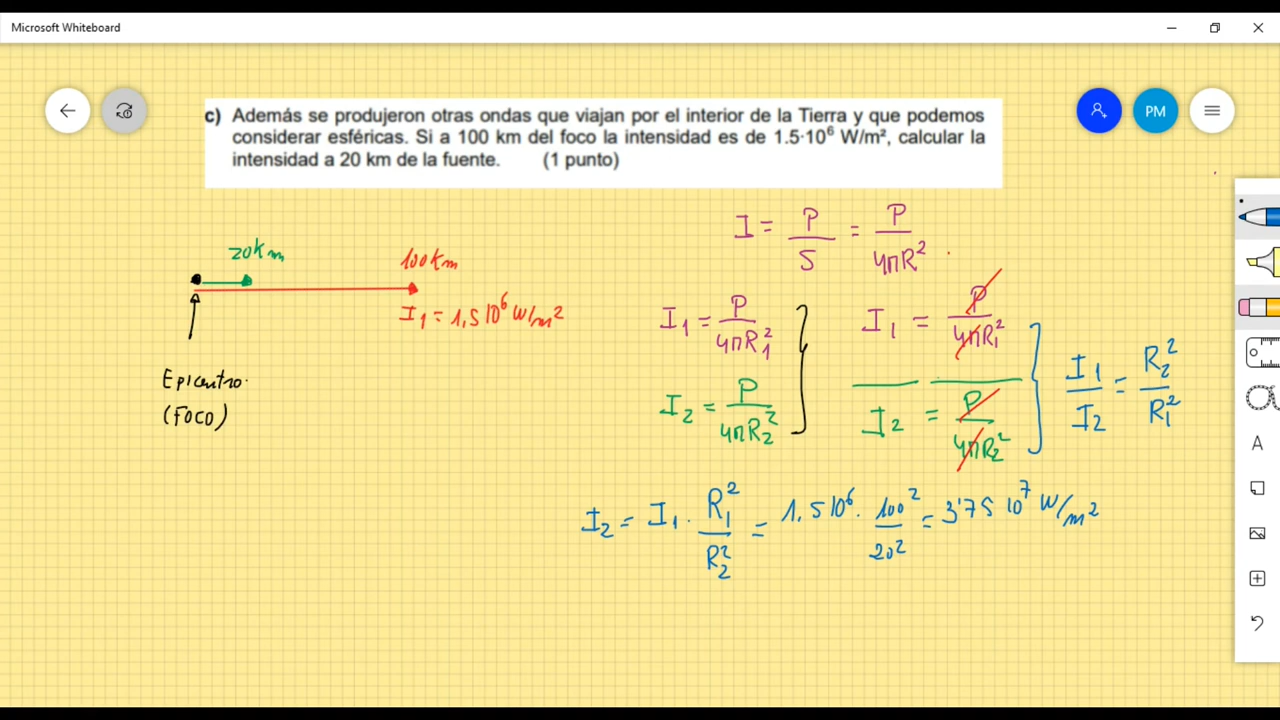 Microsoft Whiteboard
PM
c) Además se produjeron otras ondas que viajan por el interior de la Tierra y que podemos
considerar esféricas. Si a 100 km del foco la intensidad es de 1.5·10⁶ W/m², calcular la
intensidad a 20 km de la fuente. (1 punto)
I = P/S = P/4πR²
20km
100km
I₁ = 1,5 10⁶ W/m²
Epicentro
(FOCO)
I₁ = P/4πR₁²
I₂ = P/4πR₂²
I₁ = P/4πR₁²
I₂ = P/4πR₂²
I₁/I₂ = R₂²/R₁²
I₂ = I₁ · R₁²/R₂² = 1,5 10⁶ · 100²/20² = 3'75 10⁷ W/m²
A